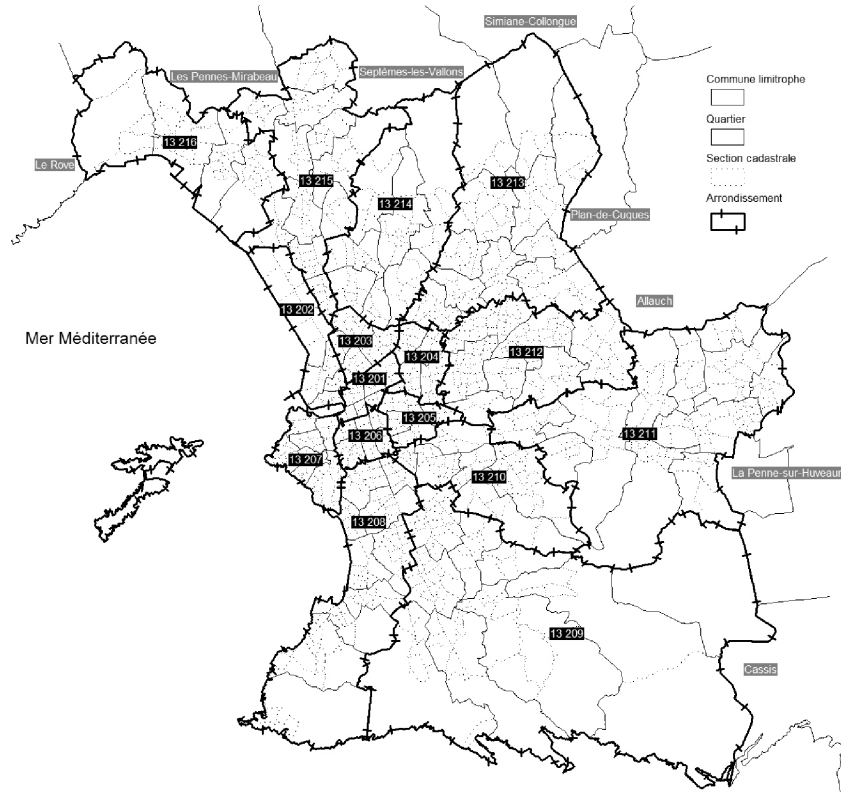 Simiane-Collongue
Les Pennes-Mirabeau
Septèmes-les-Vallons
Commune limitrophe
Quartier
13 216
Section cadastrale
Le Rove
13 215
13 213
13 214
Arrondissement
Plan-de-Cuques
Allauch
13 202
Mer Méditerranée
13 203
13 204
13 212
13 201
13 205
13 206
13 211
13 207
13 210
La Penne-sur-Huveaun
13 208
13 209
Cassis